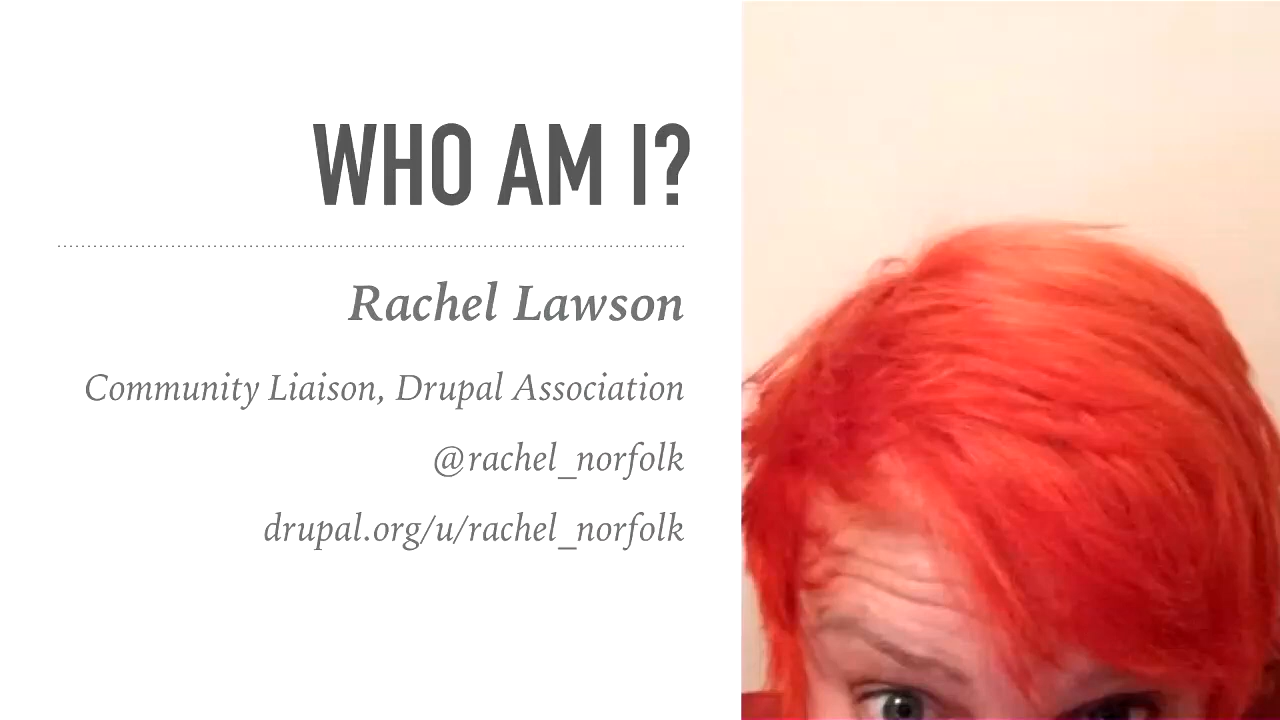 WHO AM I?
Rachel Lawson
Community Liaison, Drupal Association
@rachel_norfolk
drupal.org/u/rachel_norfolk